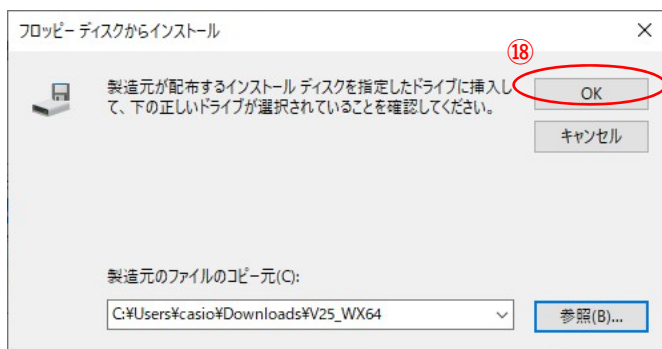 フロッピー ディスクからインストール
⑱
製造元が配布するインストール ディスクを指定したドライブに挿入し
て、下の正しいドライブが選択されていることを確認してください。
OK
キャンセル
製造元のファイルのコピー元(C):
C:¥Users¥casio¥Downloads¥V25_WX64
参照(B)...